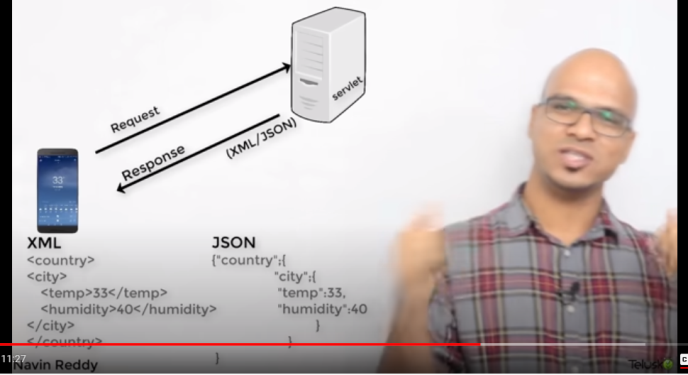 servlet
Request
Response
(XML/JSON)
33°
XML
<country>
<city>
<temp>33</temp>
<humidity>40</humidity>
</city>
</country>
JSON
{"country";{
"city";{
"temp":33,
"humidity":40
}
}
}
11:27
Navin Reddy
Telusko